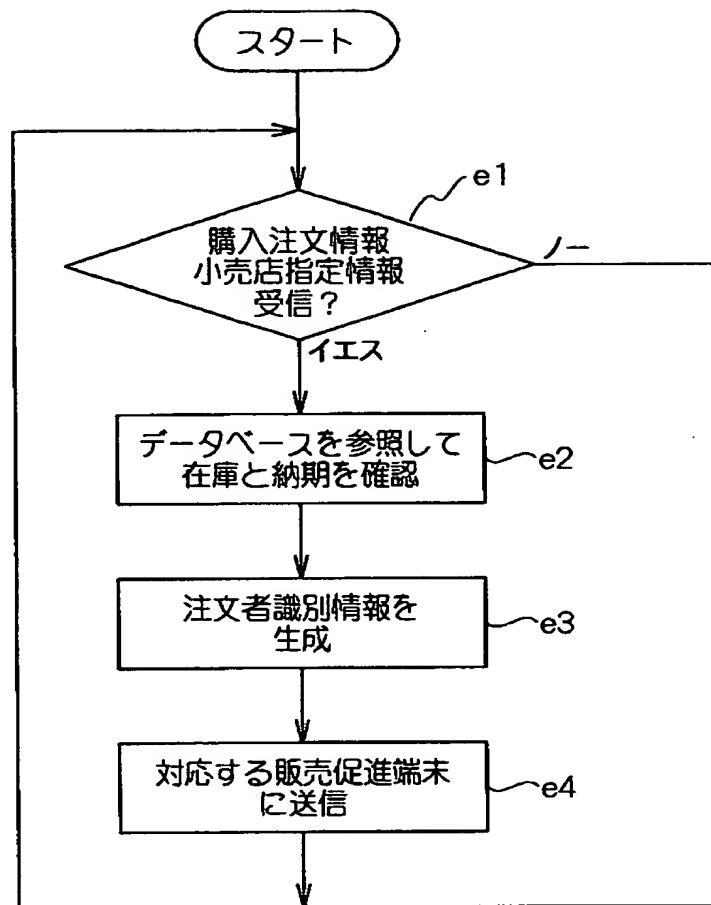 スタート
e1
購入注文情報
小売店指定情報
受信？
ノー
イエス
データベースを参照して
在庫と納期を確認
e2
注文者識別情報を
生成
e3
対応する販売促進端末
に送信
e4